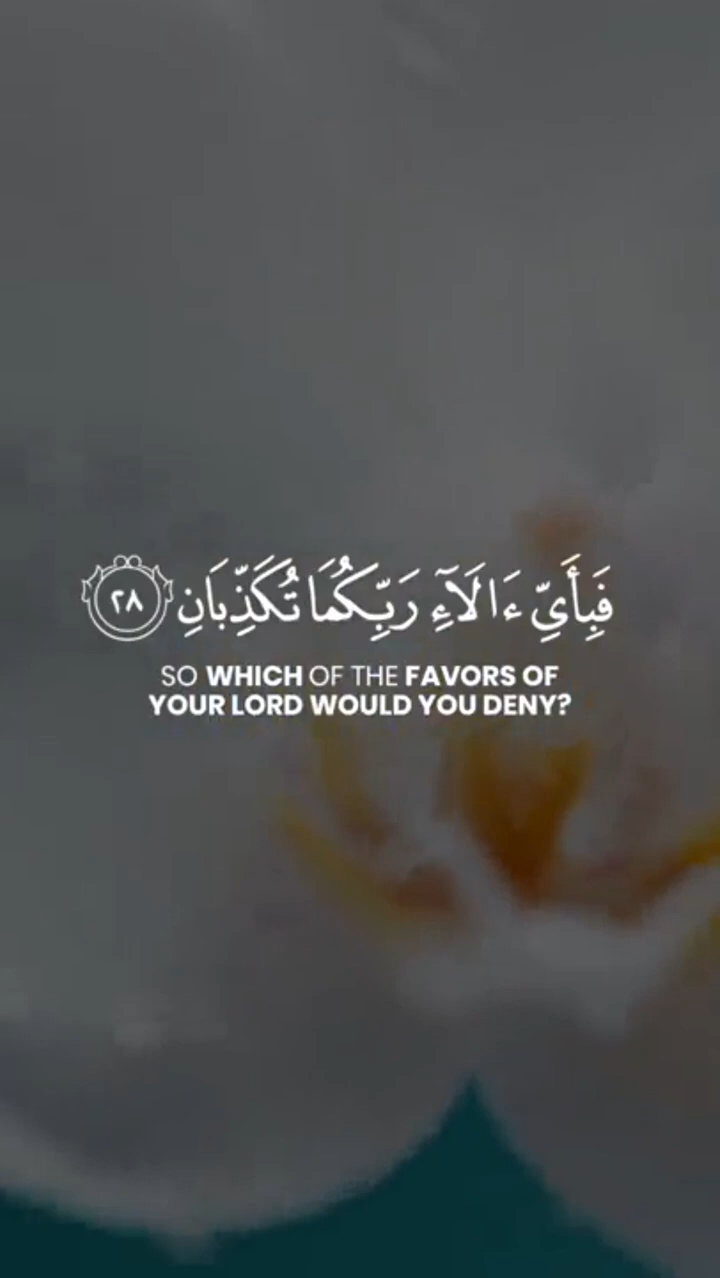 فَبِأَيِّ ءَالَآءِ رَبِّكُمَا تُكَذِّبَانِ ٢٨
SO WHICH OF THE FAVORS OF
YOUR LORD WOULD YOU DENY?